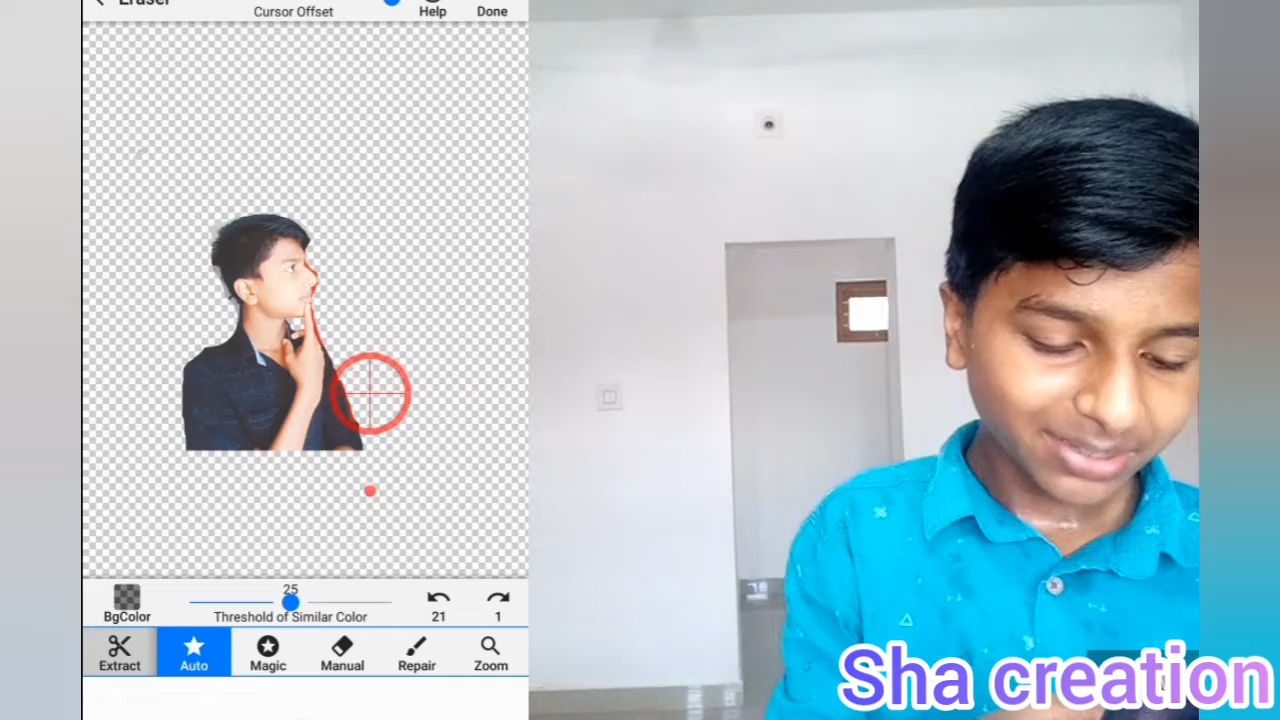 Eraser
Cursor Offset
Help
Done
25
BgColor
Threshold of Similar Color
21
1
Extract
Auto
Magic
Manual
Repair
Zoom
Sha creation